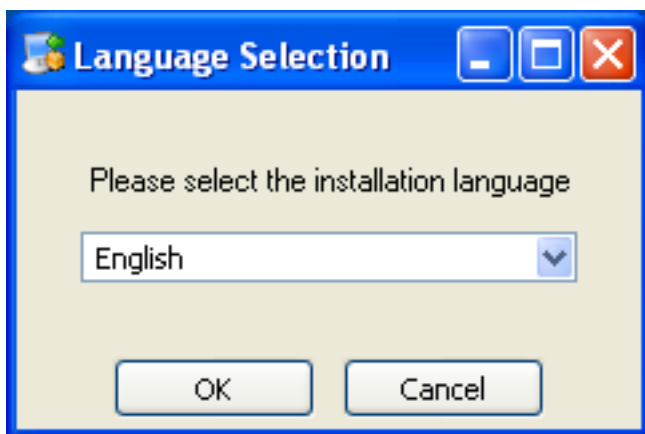 Language Selection
Please select the installation language
English
OK
Cancel